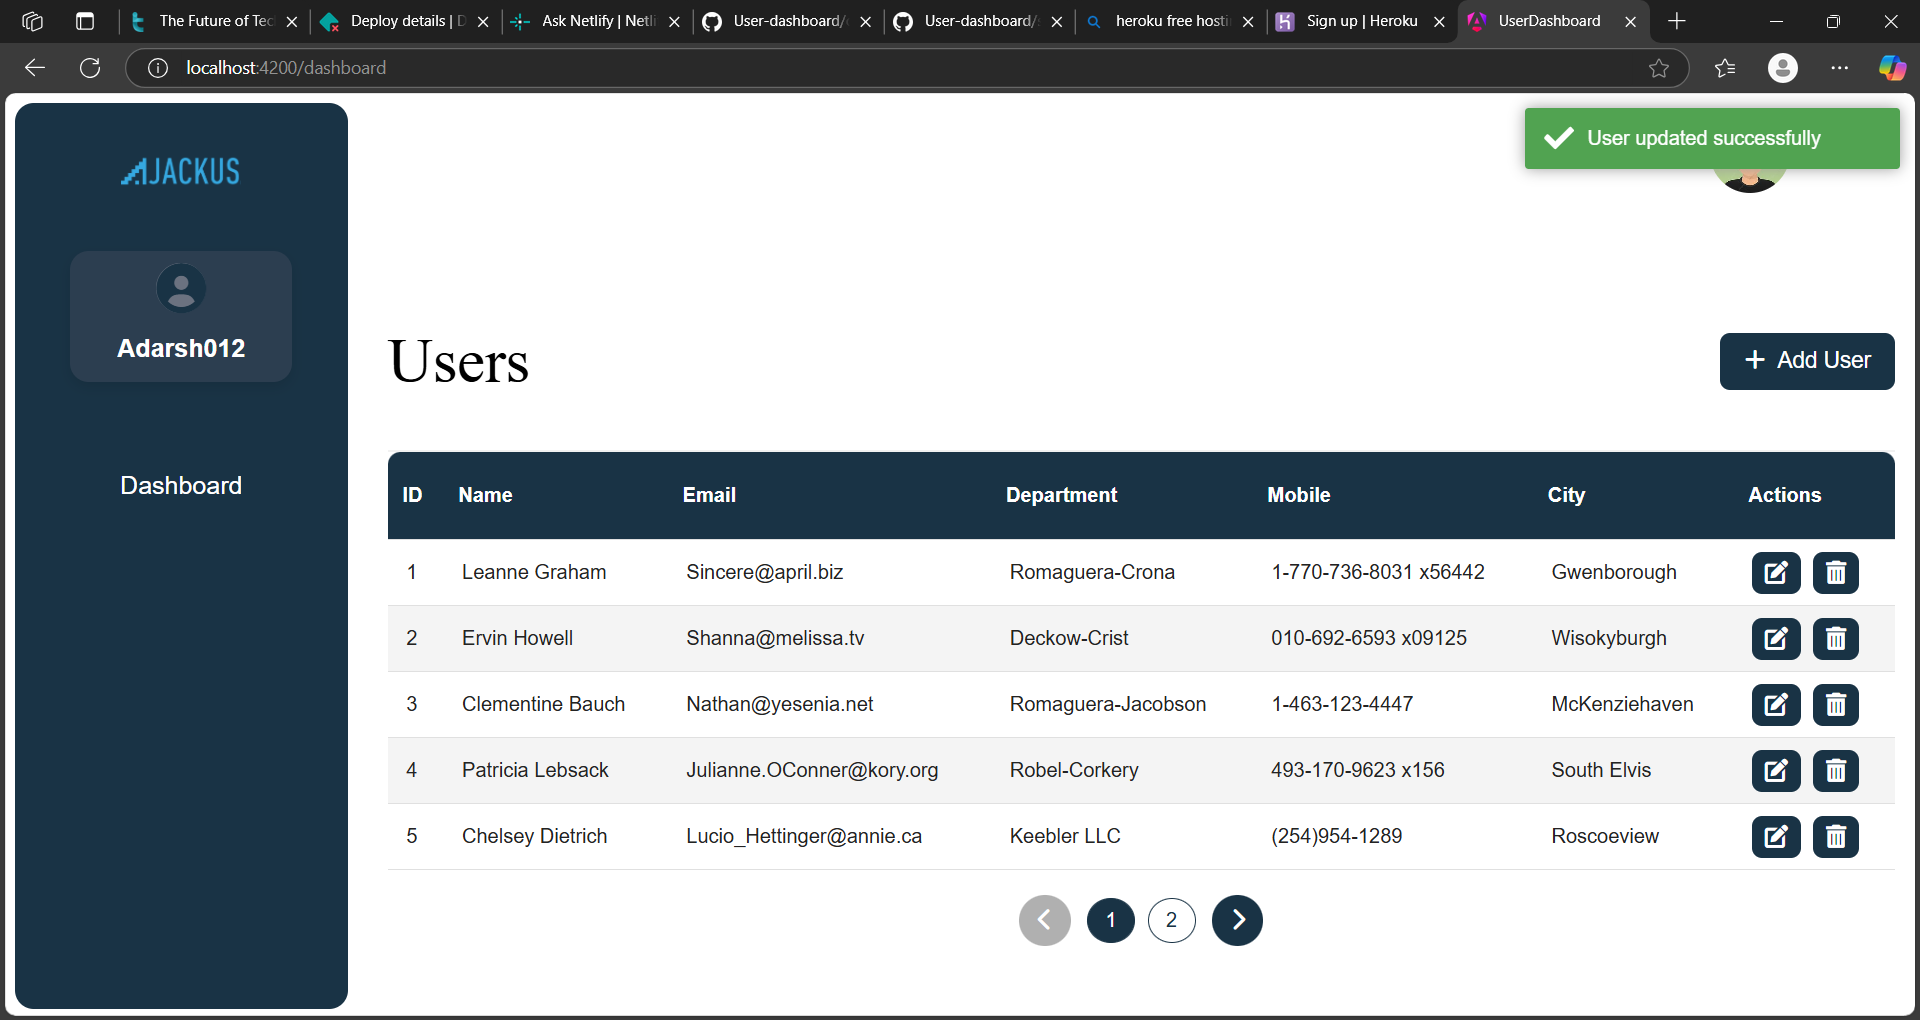 The Future of Tec
Deploy details | D
Ask Netlify | Netli
User-dashboard/
User-dashboard/
heroku free hosti
Sign up | Heroku
UserDashboard
localhost:4200/dashboard
User updated successfully
AJACKUS
Adarsh012
Dashboard
Users
+ Add User
ID Name Email Department Mobile City Actions
1 Leanne Graham Sincere@april.biz Romaguera-Crona 1-770-736-8031 x56442 Gwenborough
2 Ervin Howell Shanna@melissa.tv Deckow-Crist 010-692-6593 x09125 Wisokyburgh
3 Clementine Bauch Nathan@yesenia.net Romaguera-Jacobson 1-463-123-4447 McKenziehaven
4 Patricia Lebsack Julianne.OConner@kory.org Robel-Corkery 493-170-9623 x156 South Elvis
5 Chelsey Dietrich Lucio_Hettinger@annie.ca Keebler LLC (254)954-1289 Roscoeview
1 2